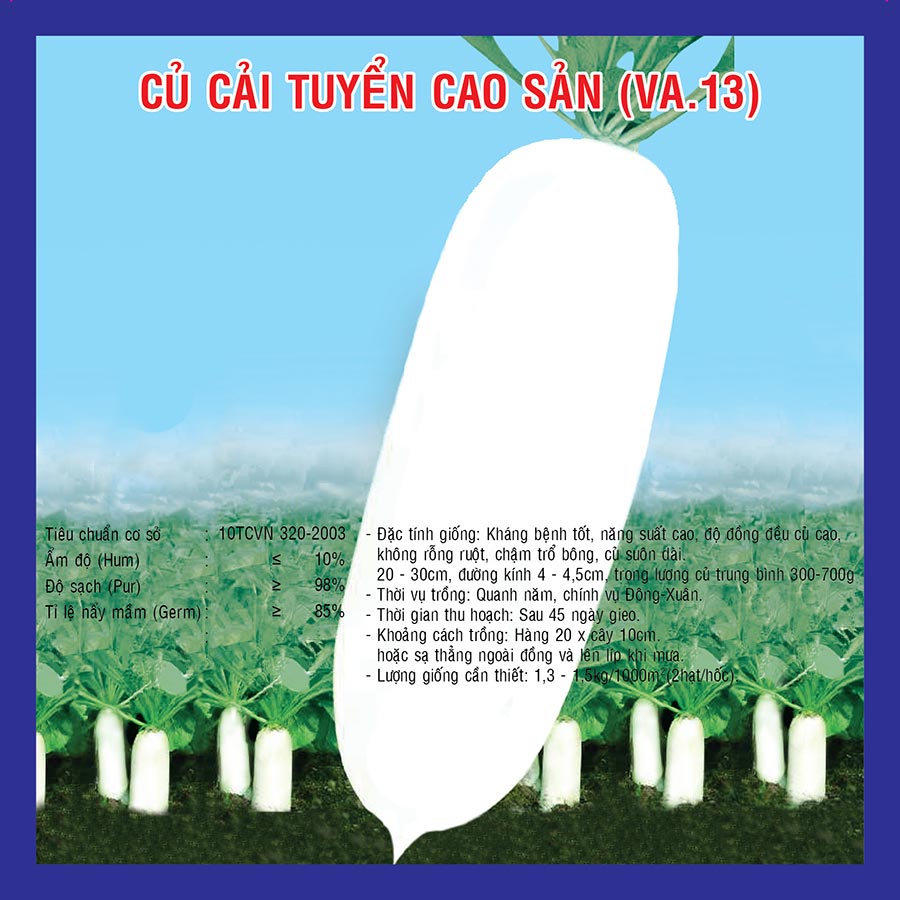 CỦ CẢI TUYỂN CAO SẢN (VA.13)
Tiêu chuẩn cơ sở : 10TCVN 320-2003
Ẩm độ (Hum) : ≤ 10%
Độ sạch (Pur) : ≥ 98%
Tỉ lệ nẩy mầm (Germ) : ≥ 85%
:
- Đặc tính giống: Kháng bệnh tốt, năng suất cao, độ đồng đều củ cao,
không rỗng ruột, chậm trổ bông, củ suôn dài.
20 - 30cm, đường kính 4 - 4,5cm, trọng lượng củ trung bình 300-700g
- Thời vụ trồng: Quanh năm, chính vụ Đông-Xuân.
- Thời gian thu hoạch: Sau 45 ngày gieo.
- Khoảng cách trồng: Hàng 20 x cây 10cm.
hoặc sạ thẳng ngoài đồng và lên líp khi mưa.
- Lượng giống cần thiết: 1,3 - 1,5kg/1000m² (2hạt/hốc).